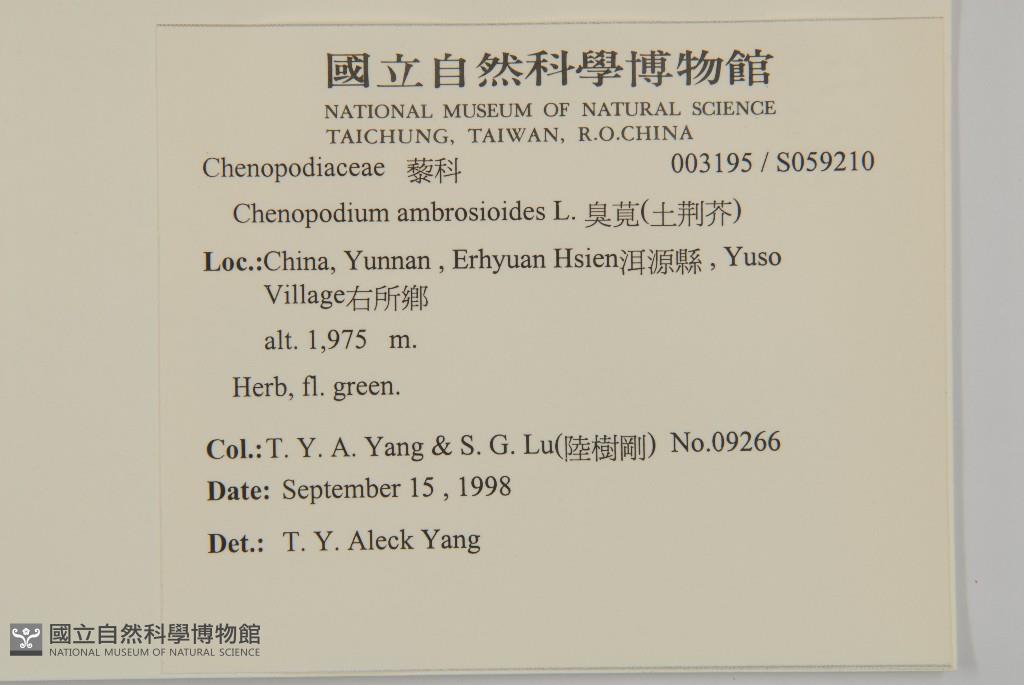 國立自然科學博物館
NATIONAL MUSEUM OF NATURAL SCIENCE
TAICHUNG, TAIWAN, R.O.CHINA
Chenopodiaceae 藜科 003195 / S059210
Chenopodium ambrosioides L. 臭莧(土荆芥)
Loc.:China, Yunnan , Erhyuan Hsien洱源縣 , Yuso
Village右所鄉
alt. 1,975 m.
Herb, fl. green.
Col.:T. Y. A. Yang & S. G. Lu(陸樹剛) No.09266
Date: September 15 , 1998
Det.: T. Y. Aleck Yang
國立自然科學博物館
NATIONAL MUSEUM OF NATURAL SCIENCE